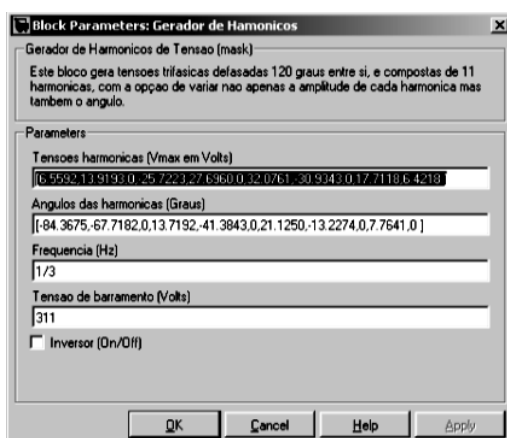 Block Parameters: Gerador de Hamonicos
Gerador de Harmonicos de Tensao (mask)
Este bloco gera tensoes trifasicas defasadas 120 graus entre si, e compostas de 11
harmonicas, com a opçao de variar nao apenas a amplitude de cada harmonica mas
tambem o angulo.
Parameters
Tensoes harmonicas (Vmax em Volts)
[6.5592,13.9193,0,-25.7223,27.6960,0,32.0761,-30.9343,0,17.7118,6.4218
Angulos das harmonicas (Graus)
[-84.3675,-67.7182,0,13.7192,-41.3843,0,21.1250,-13.2274,0,7.7641,0 ]
Frequencia (Hz)
1/3
Tensao de barramento (Volts)
311
Inversor (On/Off)
OK Cancel Help Apply